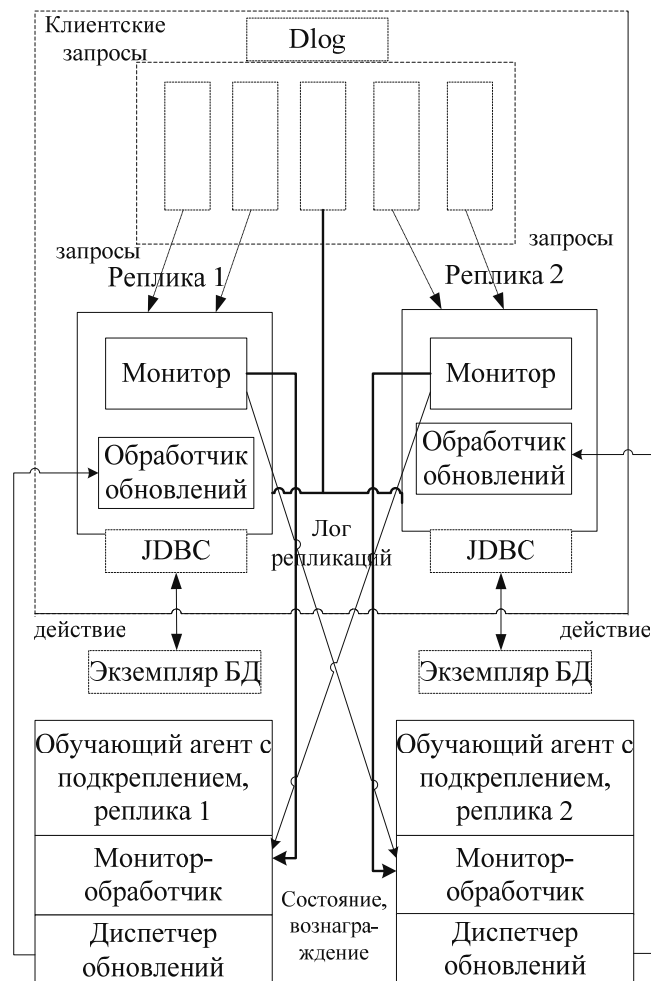 Клиентские
запросы
Dlog
запросы
запросы
Реплика 1
Реплика 2
Монитор
Монитор
Обработчик
обновлений
Обработчик
обновлений
Лог
репликаций
JDBC
JDBC
действие
действие
Экземпляр БД
Экземпляр БД
Обучающий агент с
подкреплением,
реплика 1
Обучающий агент с
подкреплением,
реплика 2
Монитор-
обработчик
Монитор-
обработчик
Состояние,
вознагра-
ждение
Диспетчер
обновлений
Диспетчер
обновлений